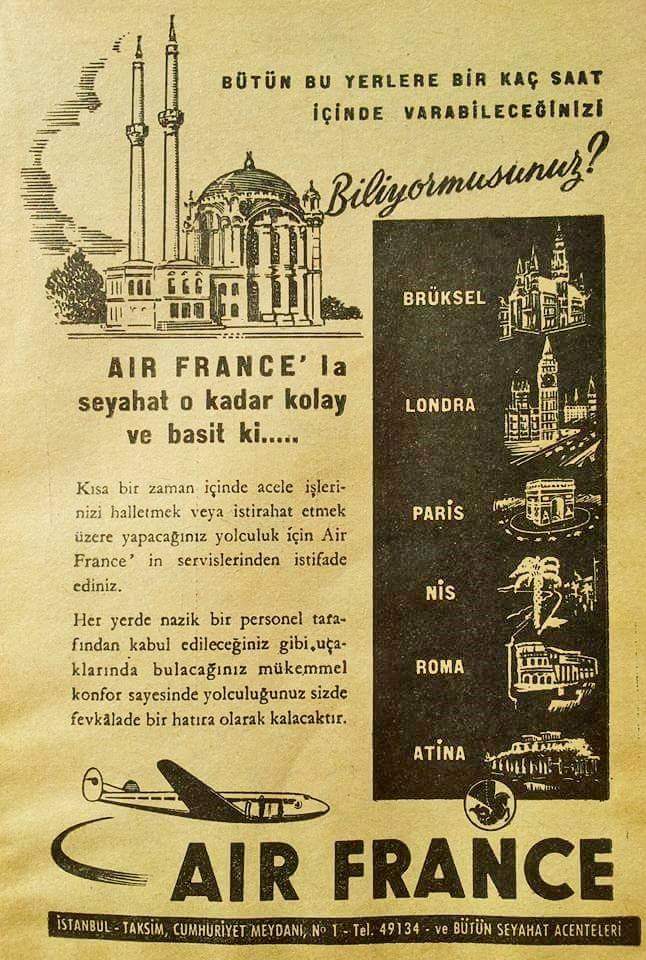 BÜTÜN BU YERLERE BİR KAÇ SAAT
İÇİNDE VARABİLECEĞİNİZİ
Biliyormusunuz?
AIR FRANCE' la
seyahat o kadar kolay
ve basit ki.....
Kısa bir zaman içinde acele işleri-
nizi halletmek veya istirahat etmek
üzere yapacağınız yolculuk için Air
France' in servislerinden istifade
ediniz.
Her yerde nazik bir personel tara-
fından kabul edileceğiniz gibi, uça-
klarında bulacağınız mükemmel
konfor sayesinde yolculuğunuz sizde
fevkâlade bir hatıra olarak kalacaktır.
BRÜKSEL
LONDRA
PARİS
NİS
ROMA
ATİNA
AIR FRANCE
İSTANBUL - TAKSİM, CUMHURİYET MEYDANI, Nº 1 - Tel. 49134 - ve BÜTÜN SEYAHAT ACENTELERİ